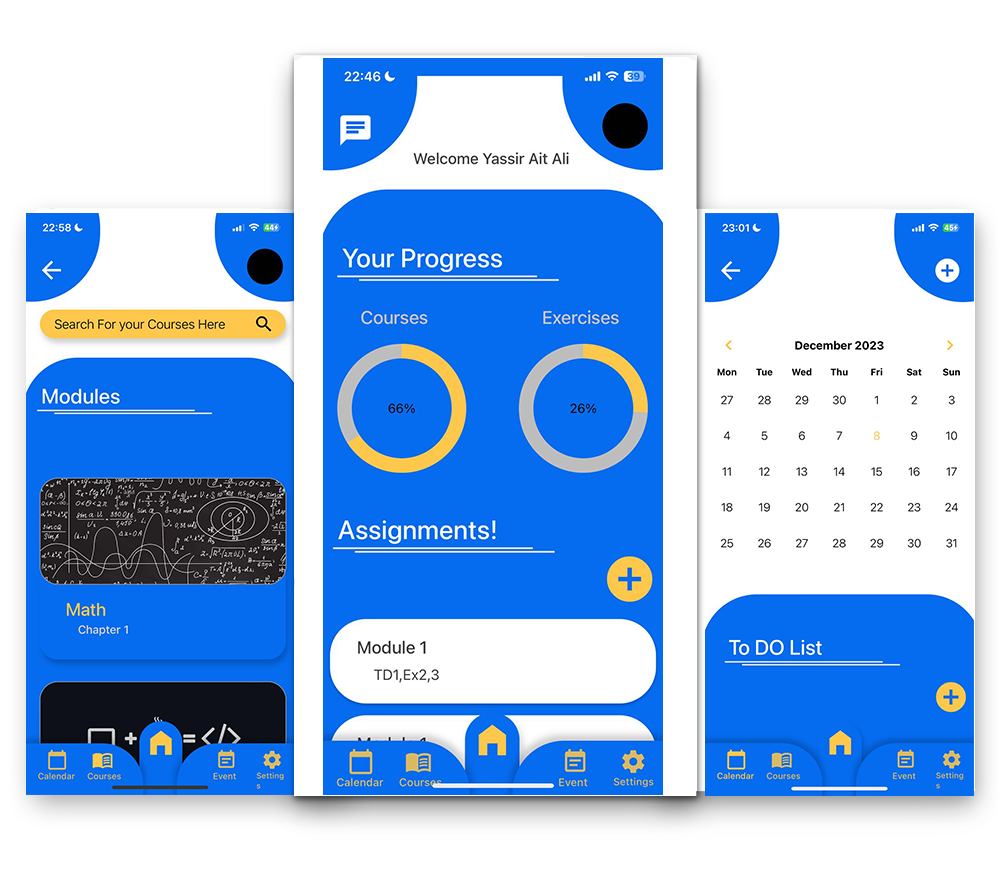 22:58
44
Search For your Courses Here
Modules
Math
Chapter 1
+
= </>
Calendar
Courses
Event
Setting
s
22:46
39
Welcome Yassir Ait Ali
Your Progress
Courses
Exercises
66%
26%
Assignments!
Module 1
TD1,Ex2,3
Calendar
Courses
Event
Settings
23:01
45
December 2023
Mon Tue Wed Thu Fri Sat Sun
27 28 29 30 1 2 3
4 5 6 7 8 9 10
11 12 13 14 15 16 17
18 19 20 21 22 23 24
25 26 27 28 29 30 31
To DO List
Calendar
Courses
Event
Setting
s